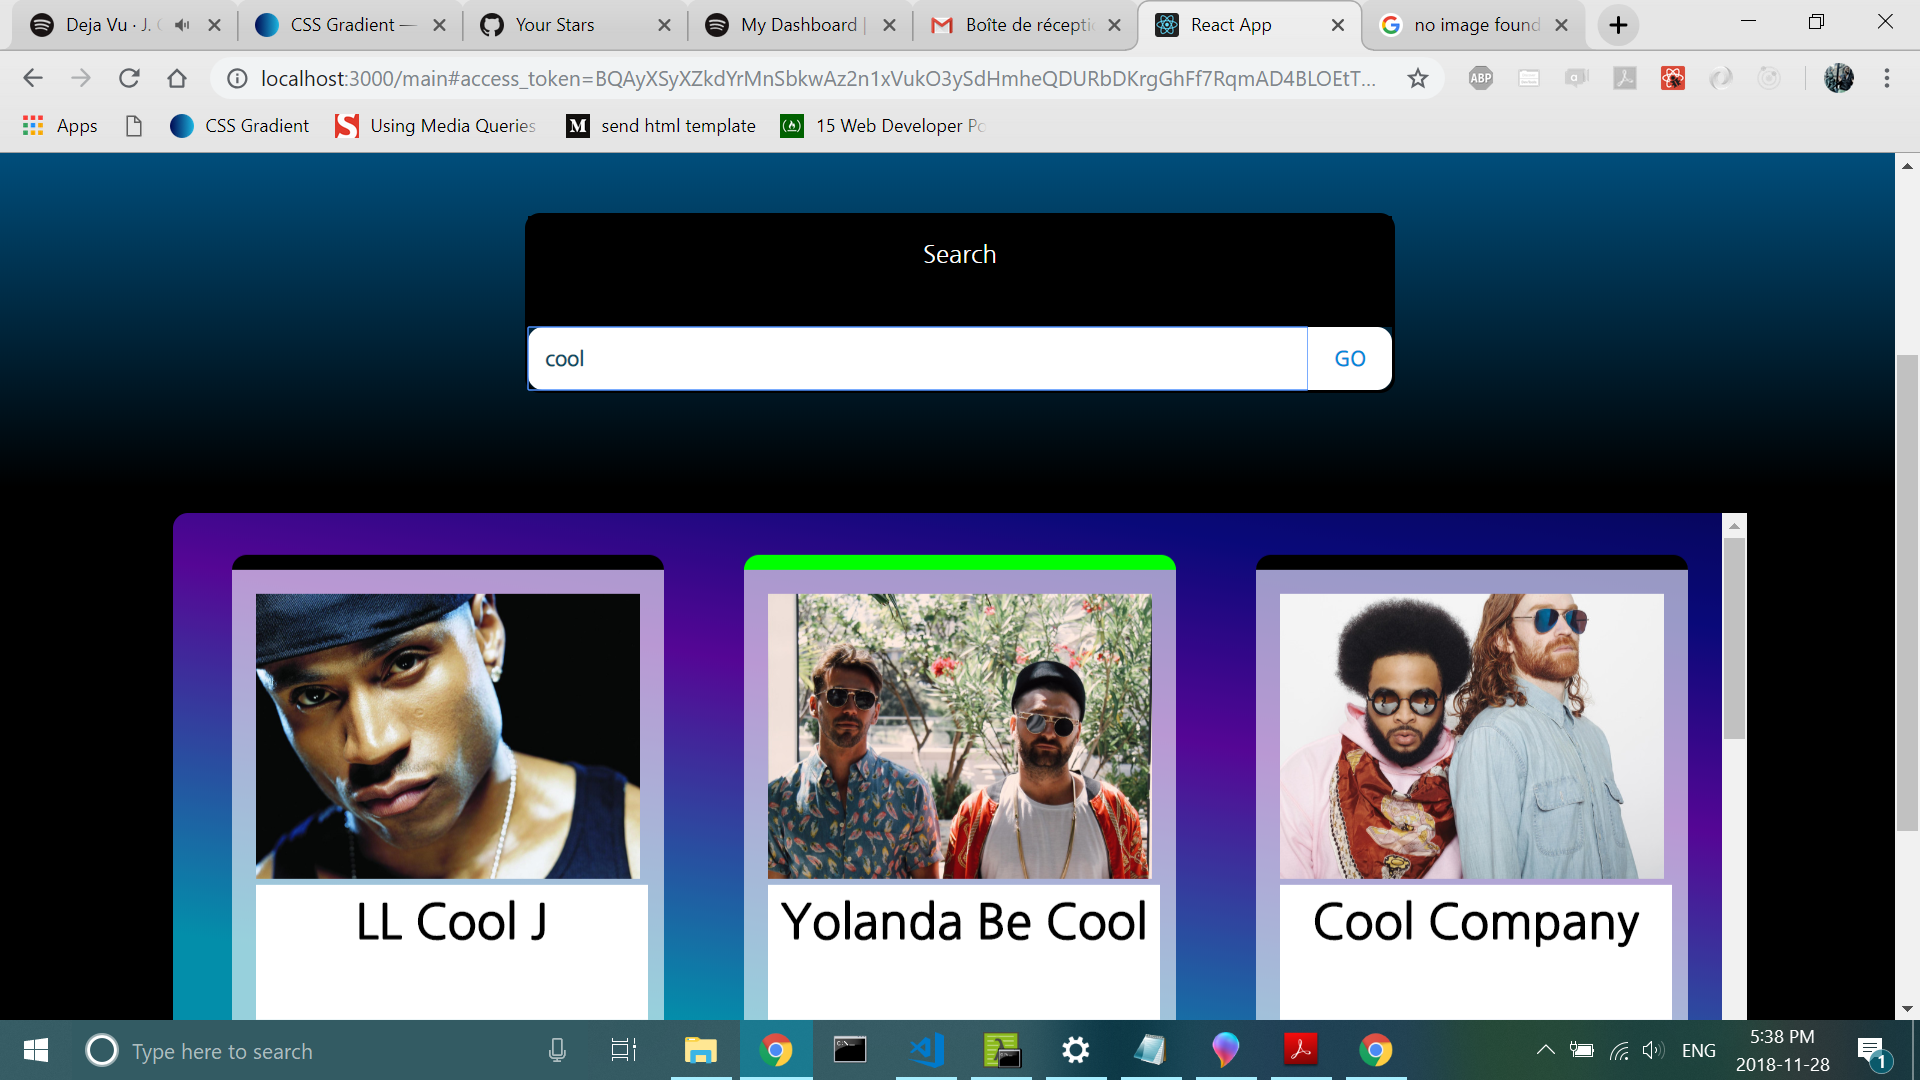 Deja Vu · J. C
CSS Gradient —
Your Stars
My Dashboard |
Boîte de récepti
React App
no image found
localhost:3000/main#access_token=BQAyXSyXZkdYrMnSbkwAz2n1xVukO3ySdHmheQDURbDKrgGhFf7RqmAD4BLOEtT...
ABP
Apps
CSS Gradient
Using Media Queries
M
send html template
15 Web Developer Po
Search
cool
GO
LL Cool J
Yolanda Be Cool
Cool Company
Type here to search
ENG
5:38 PM
2018-11-28
1